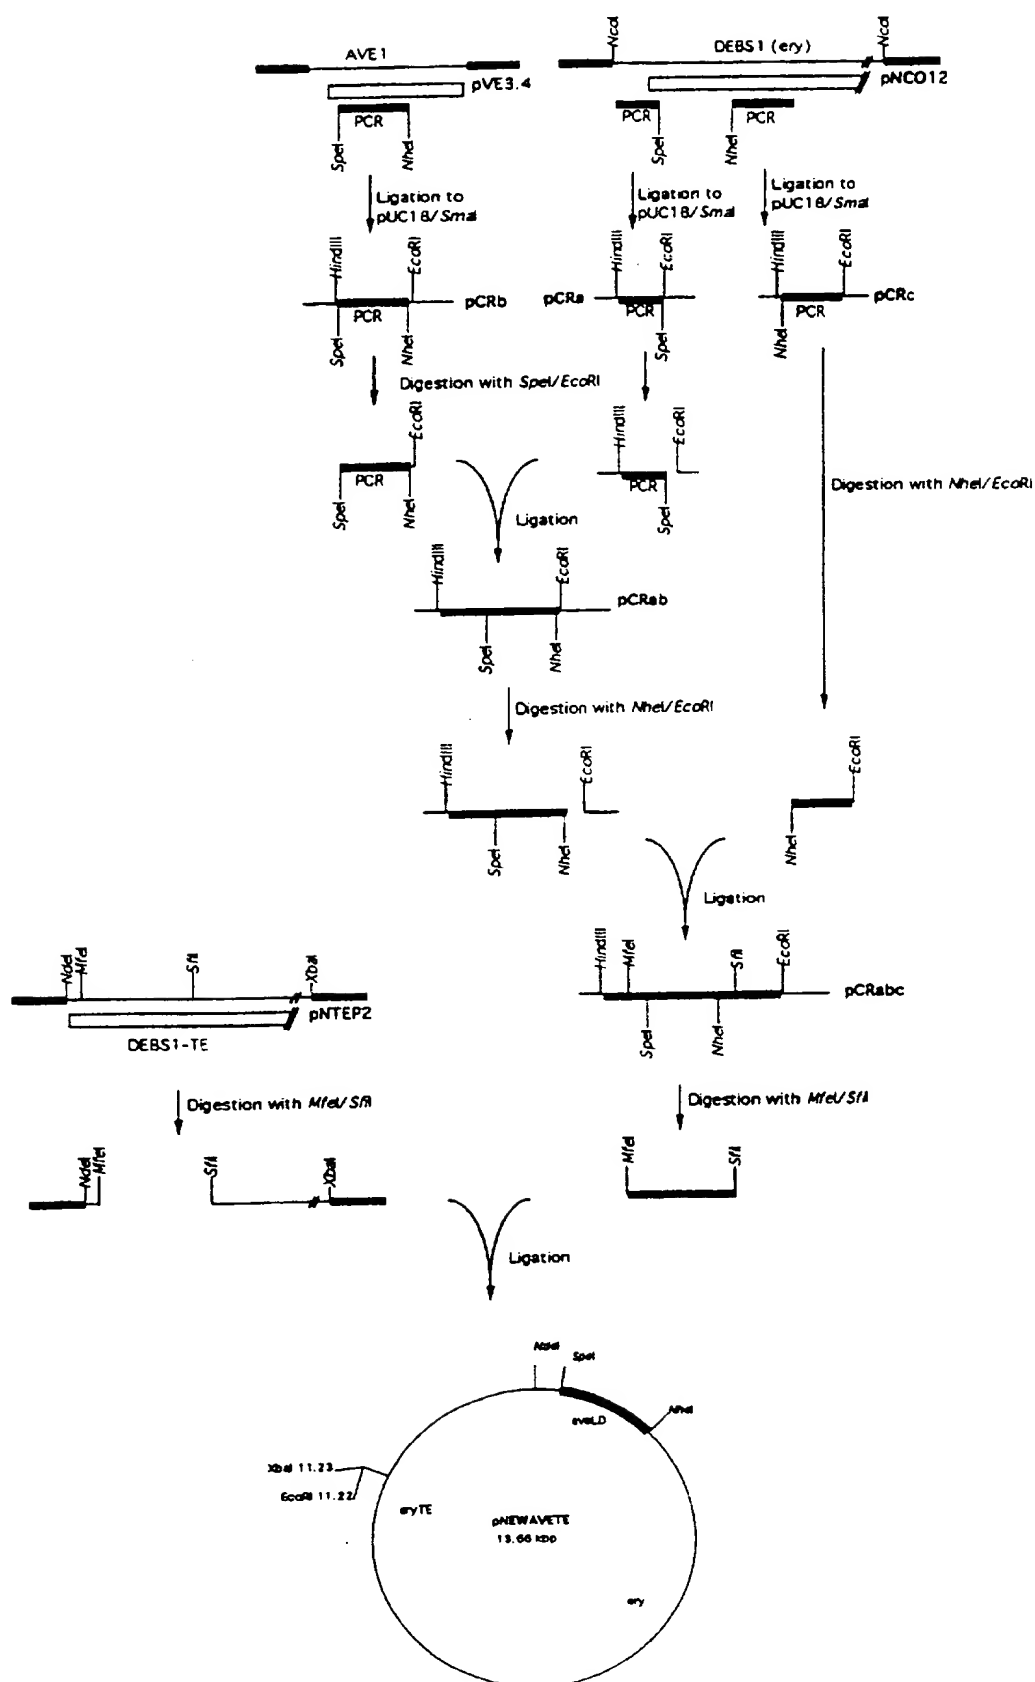 NcoI
NcoI
AVE1
DEBS1 (ery)
pVE3.4
pNCO12
PCR
PCR
PCR
SpeI
NheI
SpeI
NheI
Ligation to
pUC18/SmaI
Ligation to
pUC18/SmaI
Ligation to
pUC18/SmaI
HindIII
EcoRI
HindIII
EcoRI
HindIII
EcoRI
pCRb
pCRa
pCRc
PCR
PCR
PCR
SpeI
NheI
SpeI
NheI
Digestion with SpeI/EcoRI
EcoRI
HindIII
EcoRI
PCR
PCR
SpeI
NheI
SpeI
Digestion with NheI/EcoRI
Ligation
HindIII
EcoRI
pCRab
SpeI
NheI
Digestion with NheI/EcoRI
HindIII
EcoRI
EcoRI
SpeI
NheI
NheI
Ligation
NdeI
MfeI
SfiI
XbaI
HindIII
MfeI
SfiI
EcoRI
pNTEP2
pCRabc
DEBS1-TE
SpeI
NheI
Digestion with MfeI/SfiI
Digestion with MfeI/SfiI
NdeI
MfeI
SfiI
XbaI
MfeI
SfiI
Ligation
NdeI
SpeI
NheI
aveLD
XbaI 11.23
EcoRI 11.22
eryTE
pNEWAVETE
13.66 kbp
ery